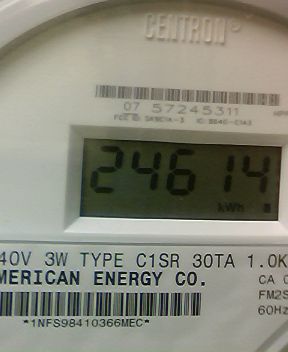 CENTRON®
07 57245311
24614
kWh
40V 3W TYPE C1SR 30TA 1.0K
MERICAN ENERGY CO.
CA
FM2S
60Hz
*1NFS98410366MEC*